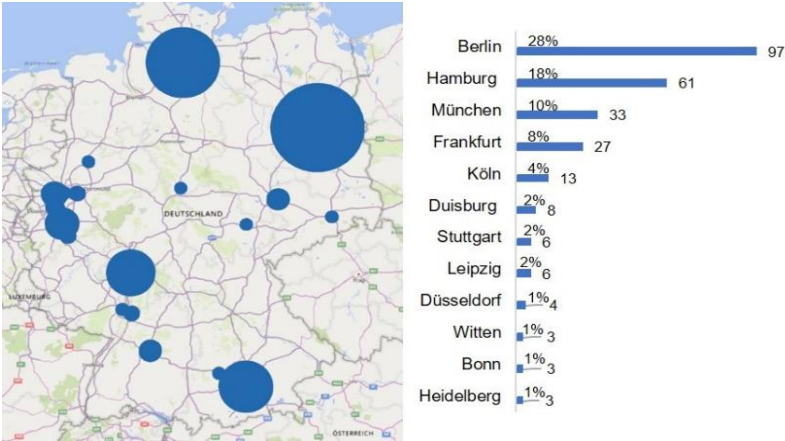 DEUTSCHLAND
LUXEMBURG
ÖSTERREICH
Berlin 28% 97
Hamburg 18% 61
München 10% 33
Frankfurt 8% 27
Köln 4% 13
Duisburg 2% 8
Stuttgart 2% 6
Leipzig 2% 6
Düsseldorf 1% 4
Witten 1% 3
Bonn 1% 3
Heidelberg 1% 3